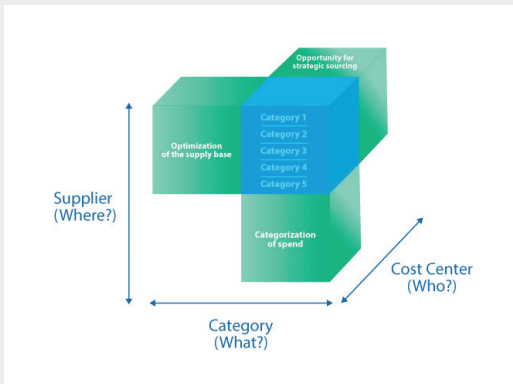 Opportunity for
strategic sourcing
Category 1
Category 2
Category 3
Category 4
Category 5
Optimization
of the supply base
Supplier
(Where?)
Categorization
of spend
Cost Center
(Who?)
Category
(What?)